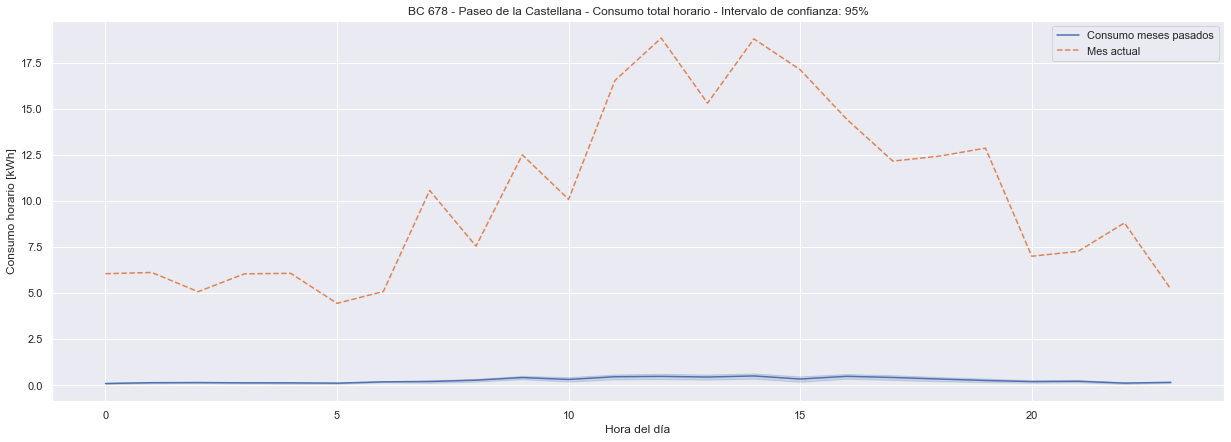 BC 678 - Paseo de la Castellana - Consumo total horario - Intervalo de confianza: 95%
Consumo meses pasados
Mes actual
Consumo horario [kWh]
17.5
15.0
12.5
10.0
7.5
5.0
2.5
0.0
0
5
10
15
20
Hora del día